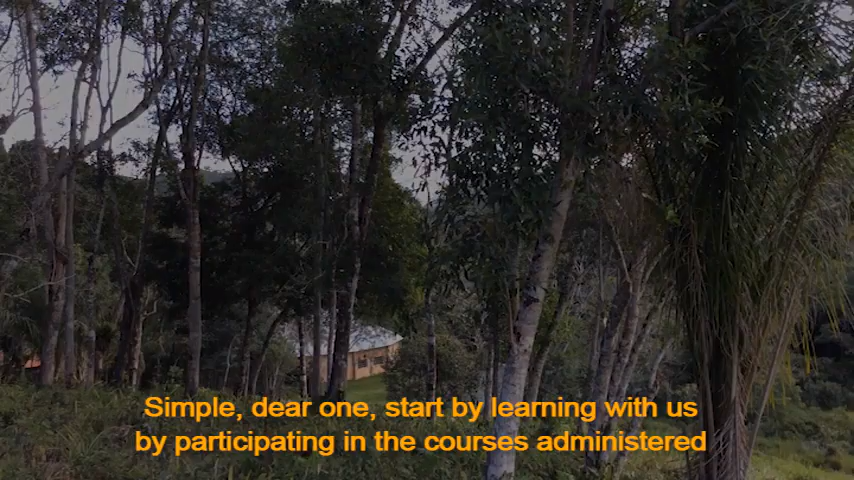 Simple, dear one, start by learning with us
by participating in the courses administered